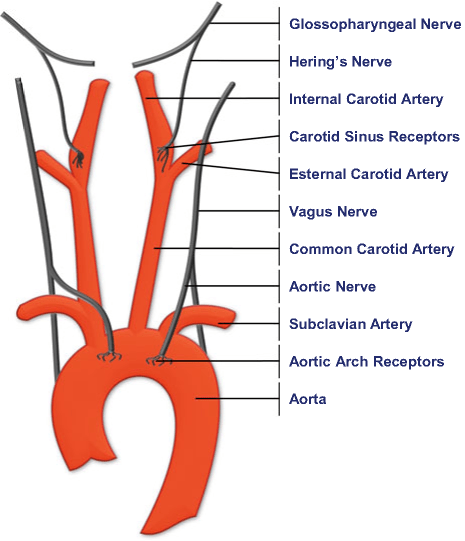 Glossopharyngeal Nerve
Hering's Nerve
Internal Carotid Artery
Carotid Sinus Receptors
Esternal Carotid Artery
Vagus Nerve
Common Carotid Artery
Aortic Nerve
Subclavian Artery
Aortic Arch Receptors
Aorta